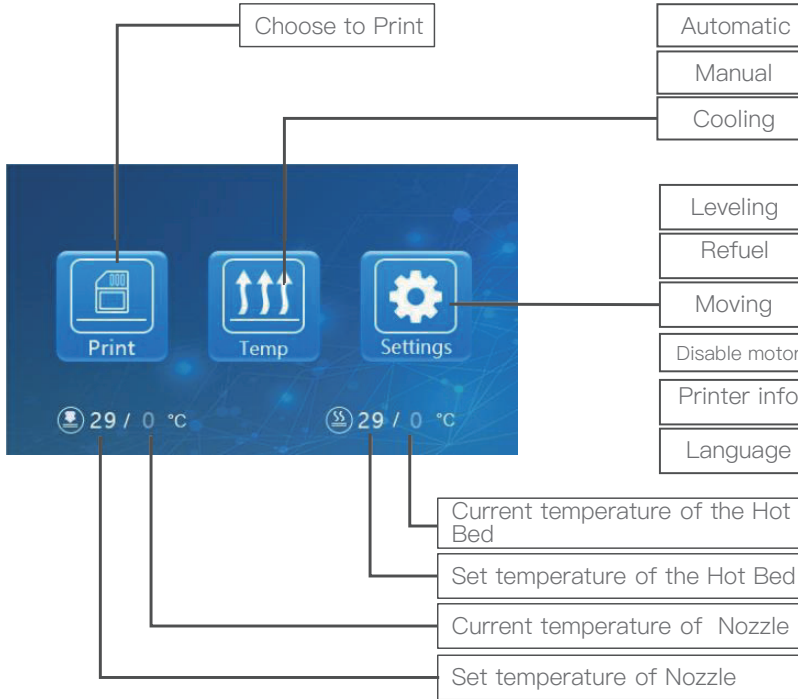 Choose to Print
Automatic
Manual
Cooling
Leveling
Refuel
Moving
Disable motor
Printer info
Language
Print
Temp
Settings
29 / 0 °C
29 / 0 °C
Current temperature of the Hot
Bed
Set temperature of the Hot Bed
Current temperature of Nozzle
Set temperature of Nozzle